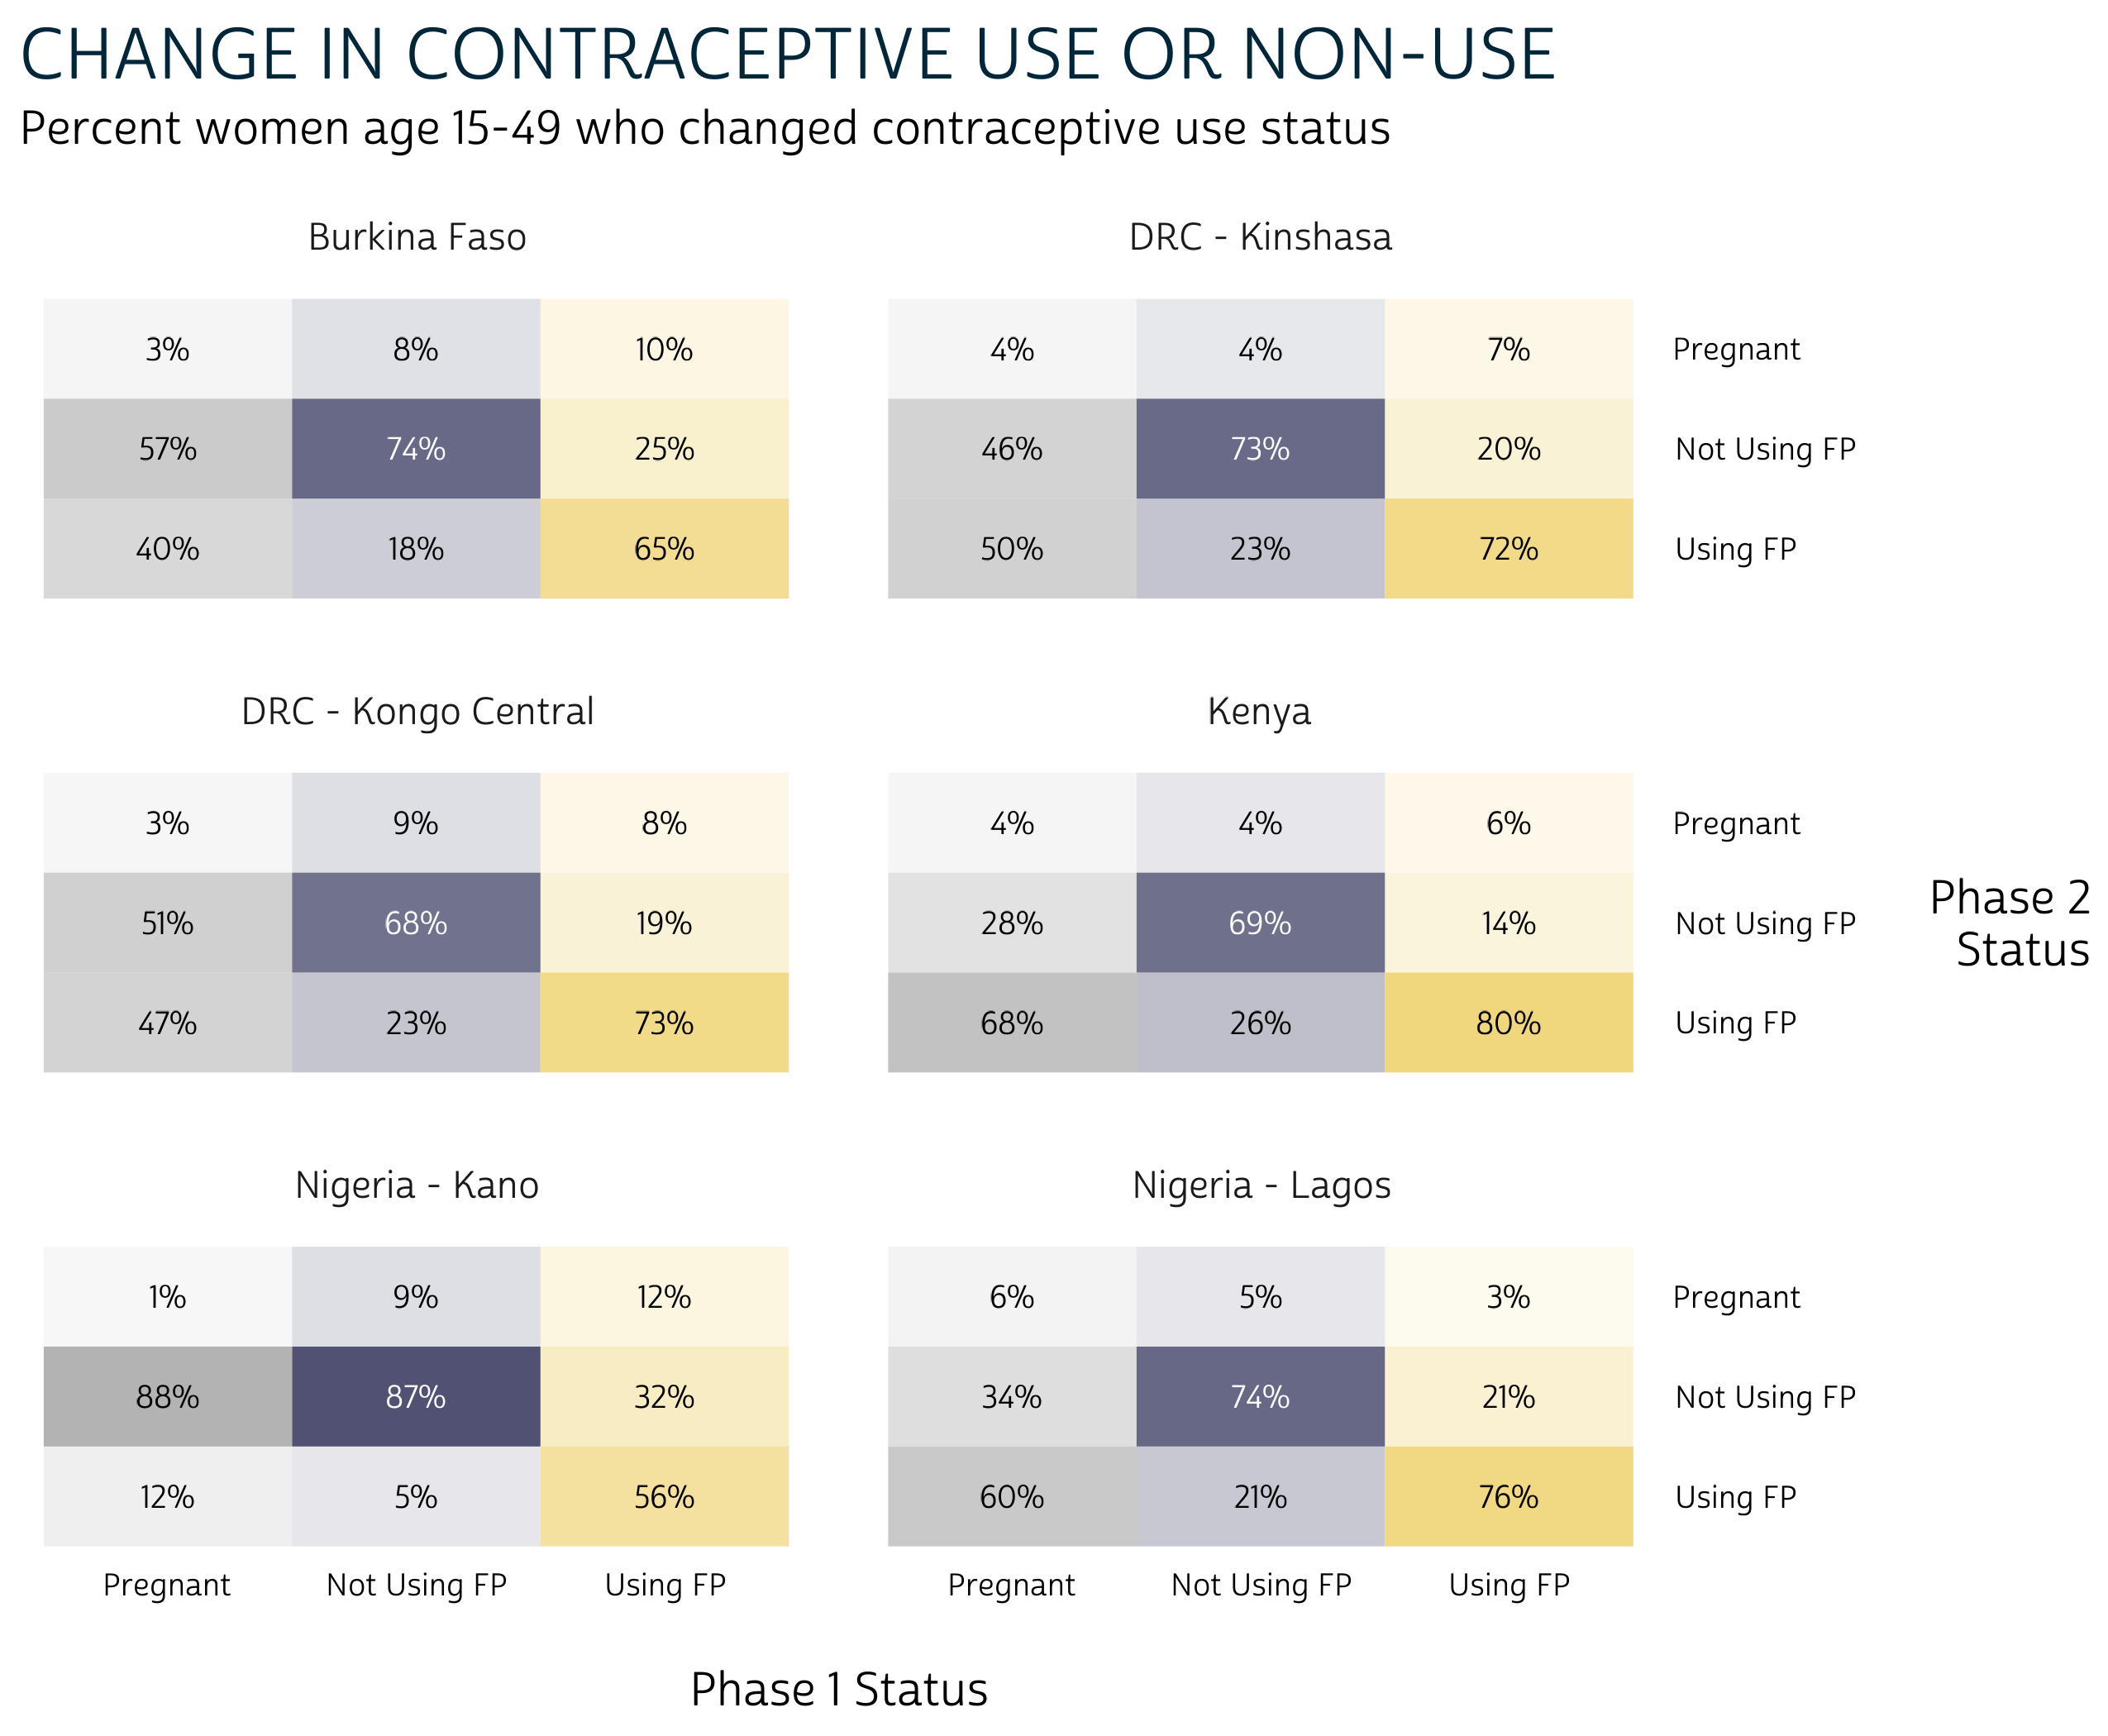 CHANGE IN CONTRACEPTIVE USE OR NON-USE
Percent women age 15-49 who changed contraceptive use status
Burkina Faso
3% 8% 10%
57% 74% 25%
40% 18% 65%
DRC - Kinshasa
4% 4% 7% Pregnant
46% 73% 20% Not Using FP
50% 23% 72% Using FP
DRC - Kongo Central
3% 9% 8%
51% 68% 19%
47% 23% 73%
Kenya
4% 4% 6% Pregnant
28% 69% 14% Not Using FP
68% 26% 80% Using FP
Phase 2
Status
Nigeria - Kano
1% 9% 12%
88% 87% 32%
12% 5% 56%
Pregnant Not Using FP Using FP
Nigeria - Lagos
6% 5% 3% Pregnant
34% 74% 21% Not Using FP
60% 21% 76% Using FP
Pregnant Not Using FP Using FP
Phase 1 Status